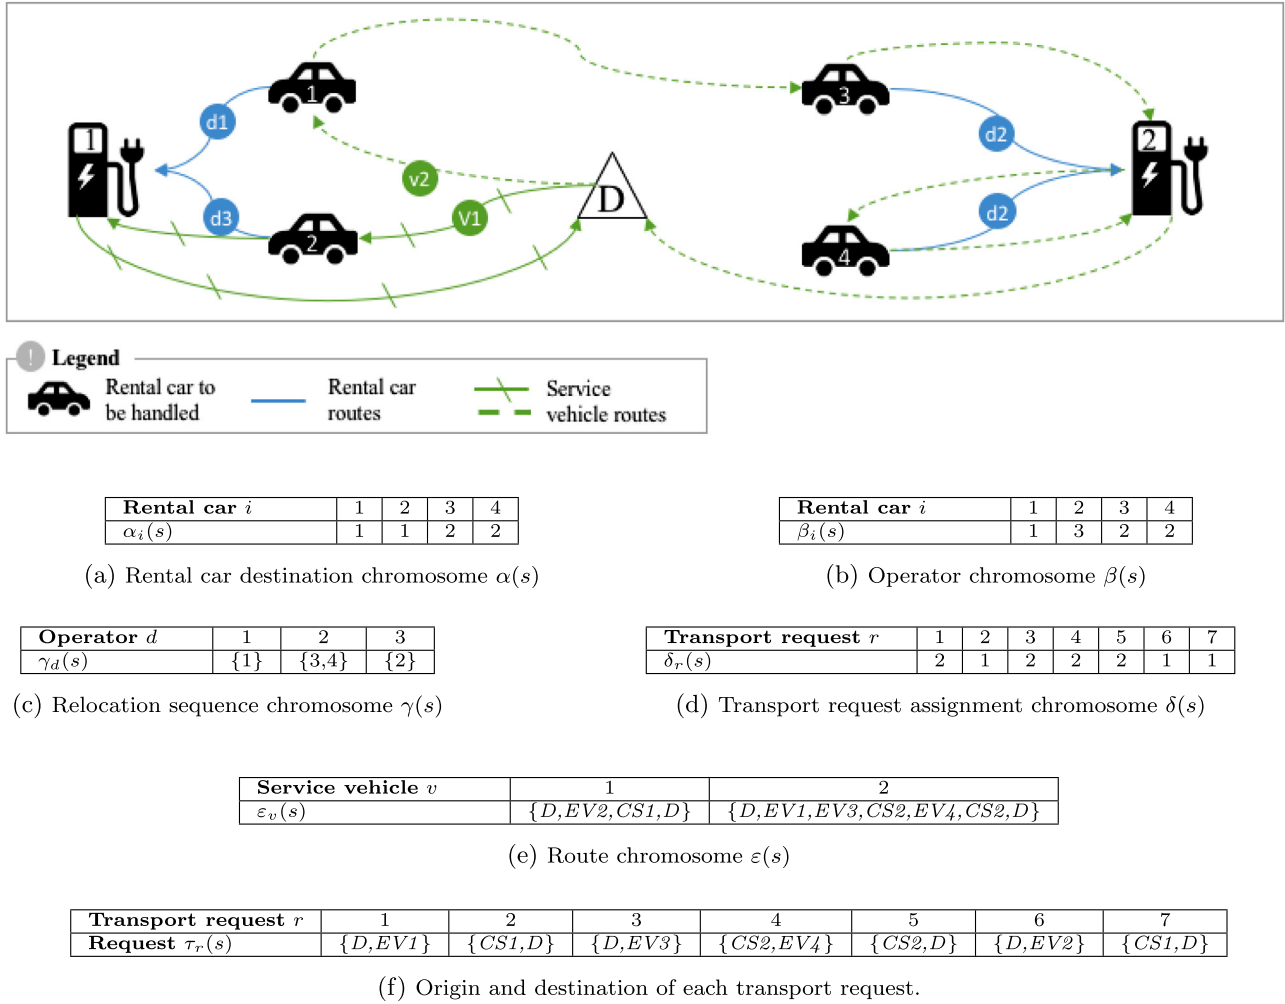 1
d1
v2
3
d2
1
2
D
V1
d3
2
d2
4
! Legend
Rental car to
be handled
Rental car
routes
Service
vehicle routes
Rental car i 1 2 3 4
αi(s) 1 1 2 2
(a) Rental car destination chromosome α(s)
Rental car i 1 2 3 4
βi(s) 1 3 2 2
(b) Operator chromosome β(s)
Operator d 1 2 3
γd(s) {1} {3,4} {2}
(c) Relocation sequence chromosome γ(s)
Transport request r 1 2 3 4 5 6 7
δr(s) 2 1 2 2 2 1 1
(d) Transport request assignment chromosome δ(s)
Service vehicle v 1 2
εv(s) {D,EV2,CS1,D} {D,EV1,EV3,CS2,EV4,CS2,D}
(e) Route chromosome ε(s)
Transport request r 1 2 3 4 5 6 7
Request τr(s) {D,EV1} {CS1,D} {D,EV3} {CS2,EV4} {CS2,D} {D,EV2} {CS1,D}
(f) Origin and destination of each transport request.